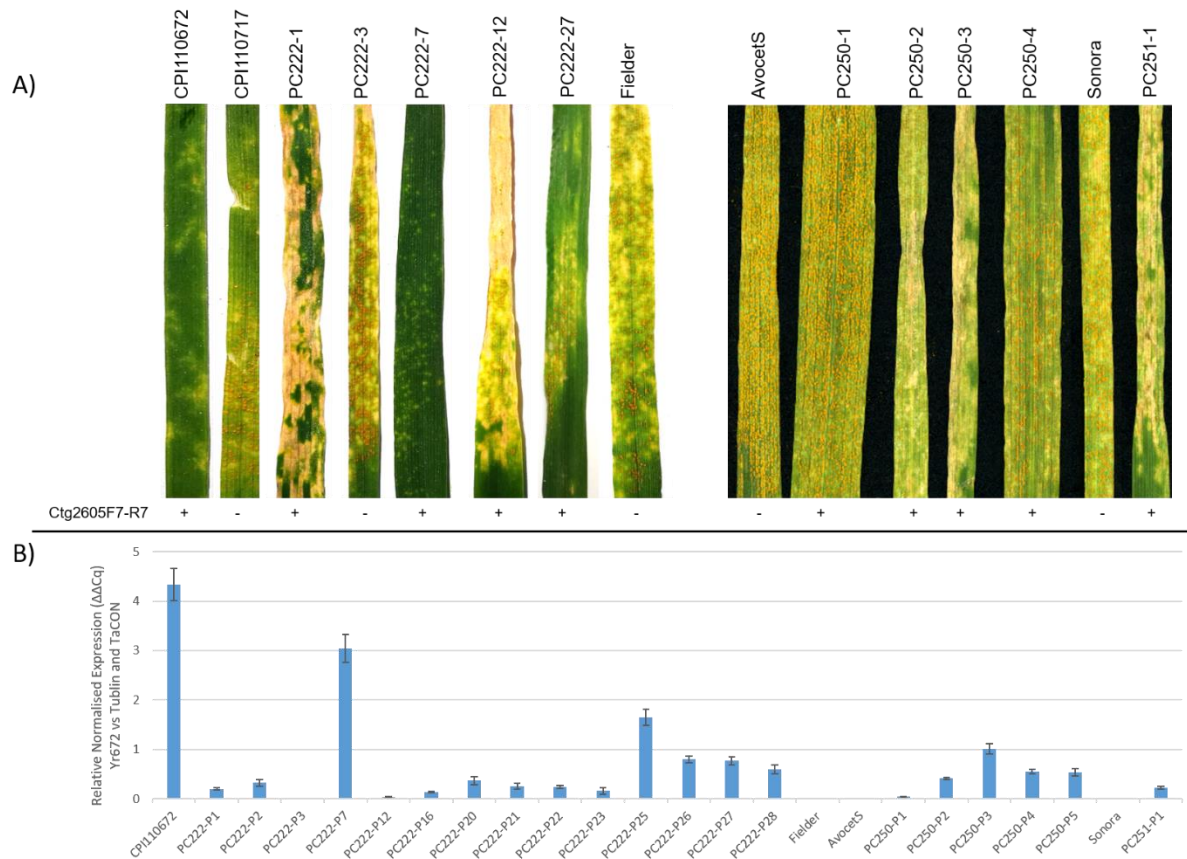 A)
CPI110672
CPI110717
PC222-1
PC222-3
PC222-7
PC222-12
PC222-27
Fielder
AvocetS
PC250-1
PC250-2
PC250-3
PC250-4
Sonora
PC251-1
Ctg2605F7-R7 + - + - + + + - - + + + + - +
B)
Relative Normalised Expression (ΔΔCq)
Yr672 vs Tublin and TaCON
5
4
3
2
1
0
CPI110672
PC222-P1
PC222-P2
PC222-P3
PC222-P7
PC222-P12
PC222-P16
PC222-P20
PC222-P21
PC222-P22
PC222-P23
PC222-P25
PC222-P26
PC222-P27
PC222-P28
Fielder
AvocetS
PC250-P1
PC250-P2
PC250-P3
PC250-P4
PC250-P5
Sonora
PC251-P1